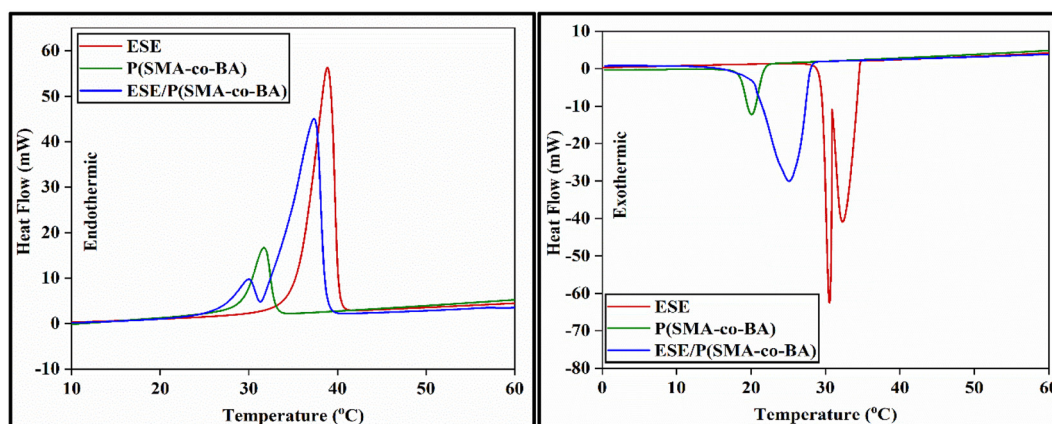 60
50
40
30
20
10
0
-10
Heat Flow (mW)
Endothermic
ESE
P(SMA-co-BA)
ESE/P(SMA-co-BA)
10 20 30 40 50 60
Temperature (°C)
10
0
-10
-20
-30
-40
-50
-60
-70
-80
Heat Flow (mW)
Exothermic
ESE
P(SMA-co-BA)
ESE/P(SMA-co-BA)
0 10 20 30 40 50 60
Temperature (°C)